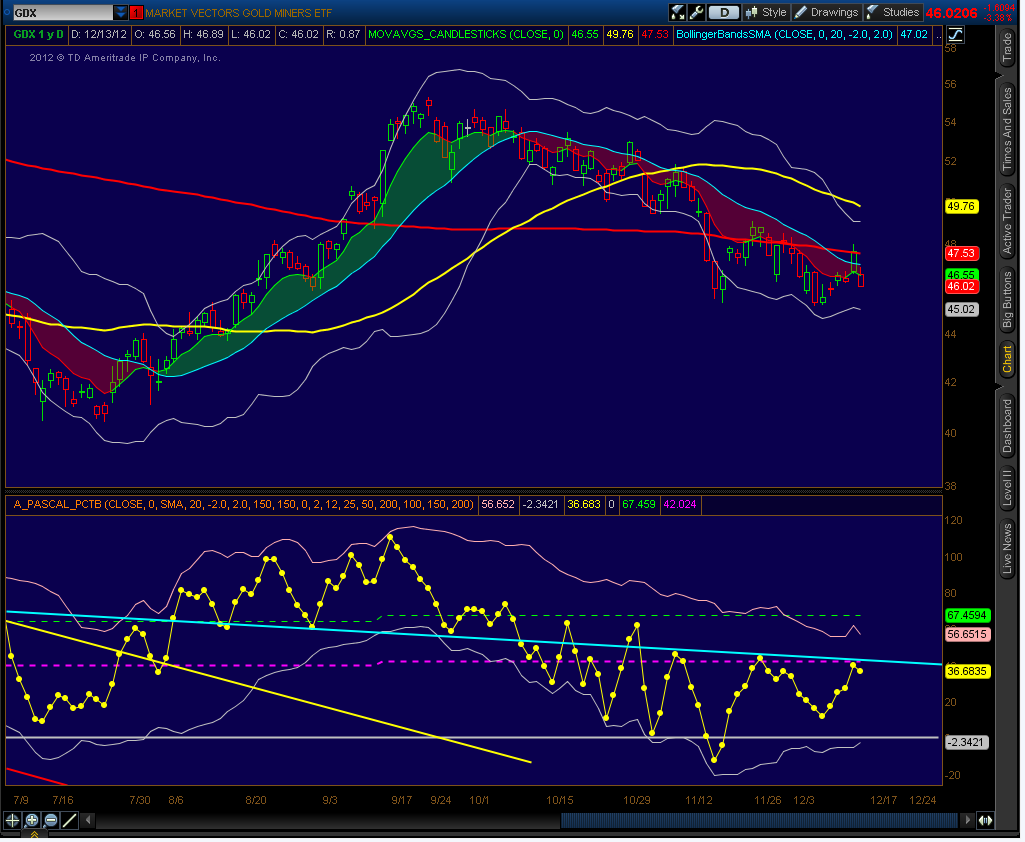 GDX 1 MARKET VECTORS GOLD MINERS ETF D Style Drawings Studies 46.0206 -1.6094 -3.38%
GDX 1 y D D: 12/13/12 O: 46.56 H: 46.89 L: 46.02 C: 46.02 R: 0.87 MOVAVGS_CANDLESTICKS (CLOSE, 0) 46.55 49.76 47.53 BollingerBandsSMA (CLOSE, 0, 20, -2.0, 2.0) 47.02 ..
2012 © TD Ameritrade IP Company, Inc.
58
56
54
52
49.76
48
47.53
46.55
46.02
45.02
44
42
40
38
A_PASCAL_PCTB (CLOSE, 0, SMA, 20, -2.0, 2.0, 150, 150, 0, 2, 12, 25, 50, 200, 100, 150, 200) 56.652 -2.3421 36.683 0 67.459 42.024
120
100
80
67.4594
56.6515
36.6835
20
-2.3421
-20
7/9 7/16 7/30 8/6 8/20 9/3 9/17 9/24 10/1 10/15 10/29 11/12 11/26 12/3 12/17 12/24
Trade
Times And Sales
Active Trader
Big Buttons
Chart
Dashboard
Level II
Live News